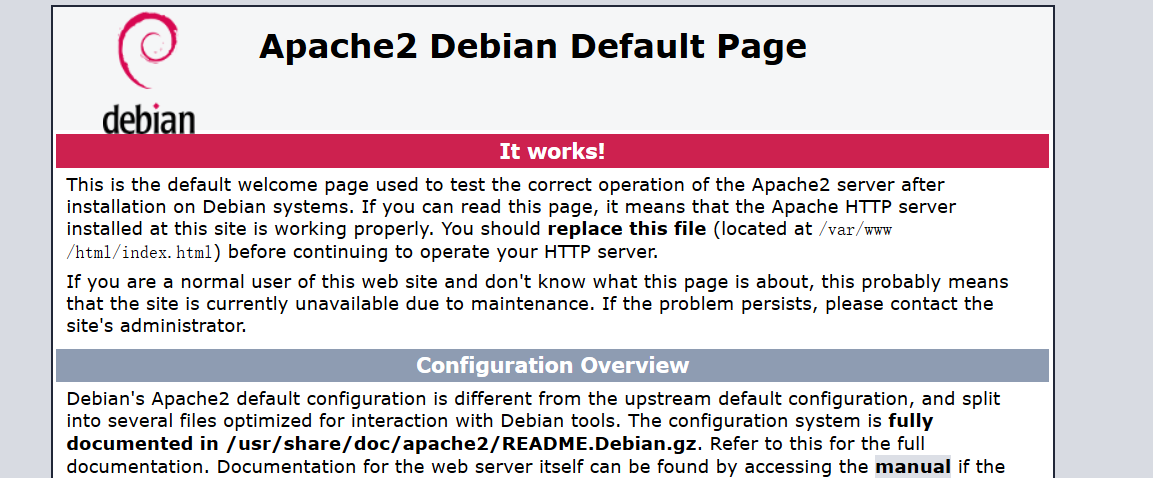 Apache2 Debian Default Page
debian
It works!
This is the default welcome page used to test the correct operation of the Apache2 server after
installation on Debian systems. If you can read this page, it means that the Apache HTTP server
installed at this site is working properly. You should replace this file (located at /var/www
/html/index.html) before continuing to operate your HTTP server.
If you are a normal user of this web site and don't know what this page is about, this probably means
that the site is currently unavailable due to maintenance. If the problem persists, please contact the
site's administrator.
Configuration Overview
Debian's Apache2 default configuration is different from the upstream default configuration, and split
into several files optimized for interaction with Debian tools. The configuration system is fully
documented in /usr/share/doc/apache2/README.Debian.gz. Refer to this for the full
documentation. Documentation for the web server itself can be found by accessing the manual if the